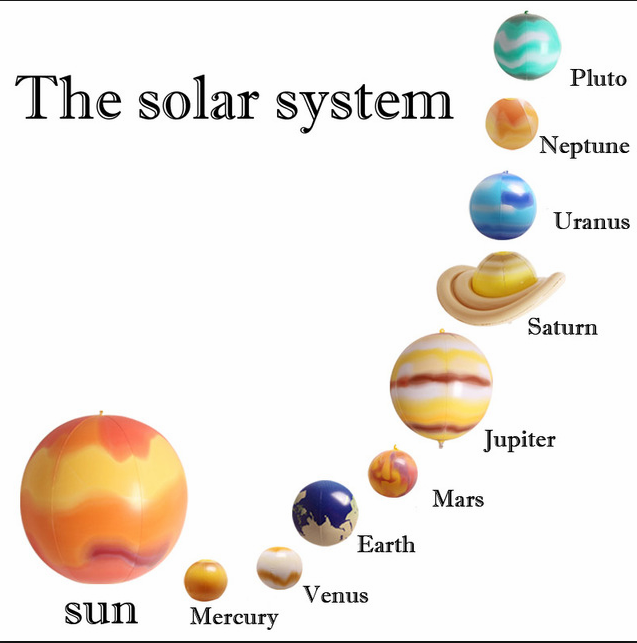 The solar system
Pluto
Neptune
Uranus
Saturn
Jupiter
Mars
Earth
Venus
Mercury
sun